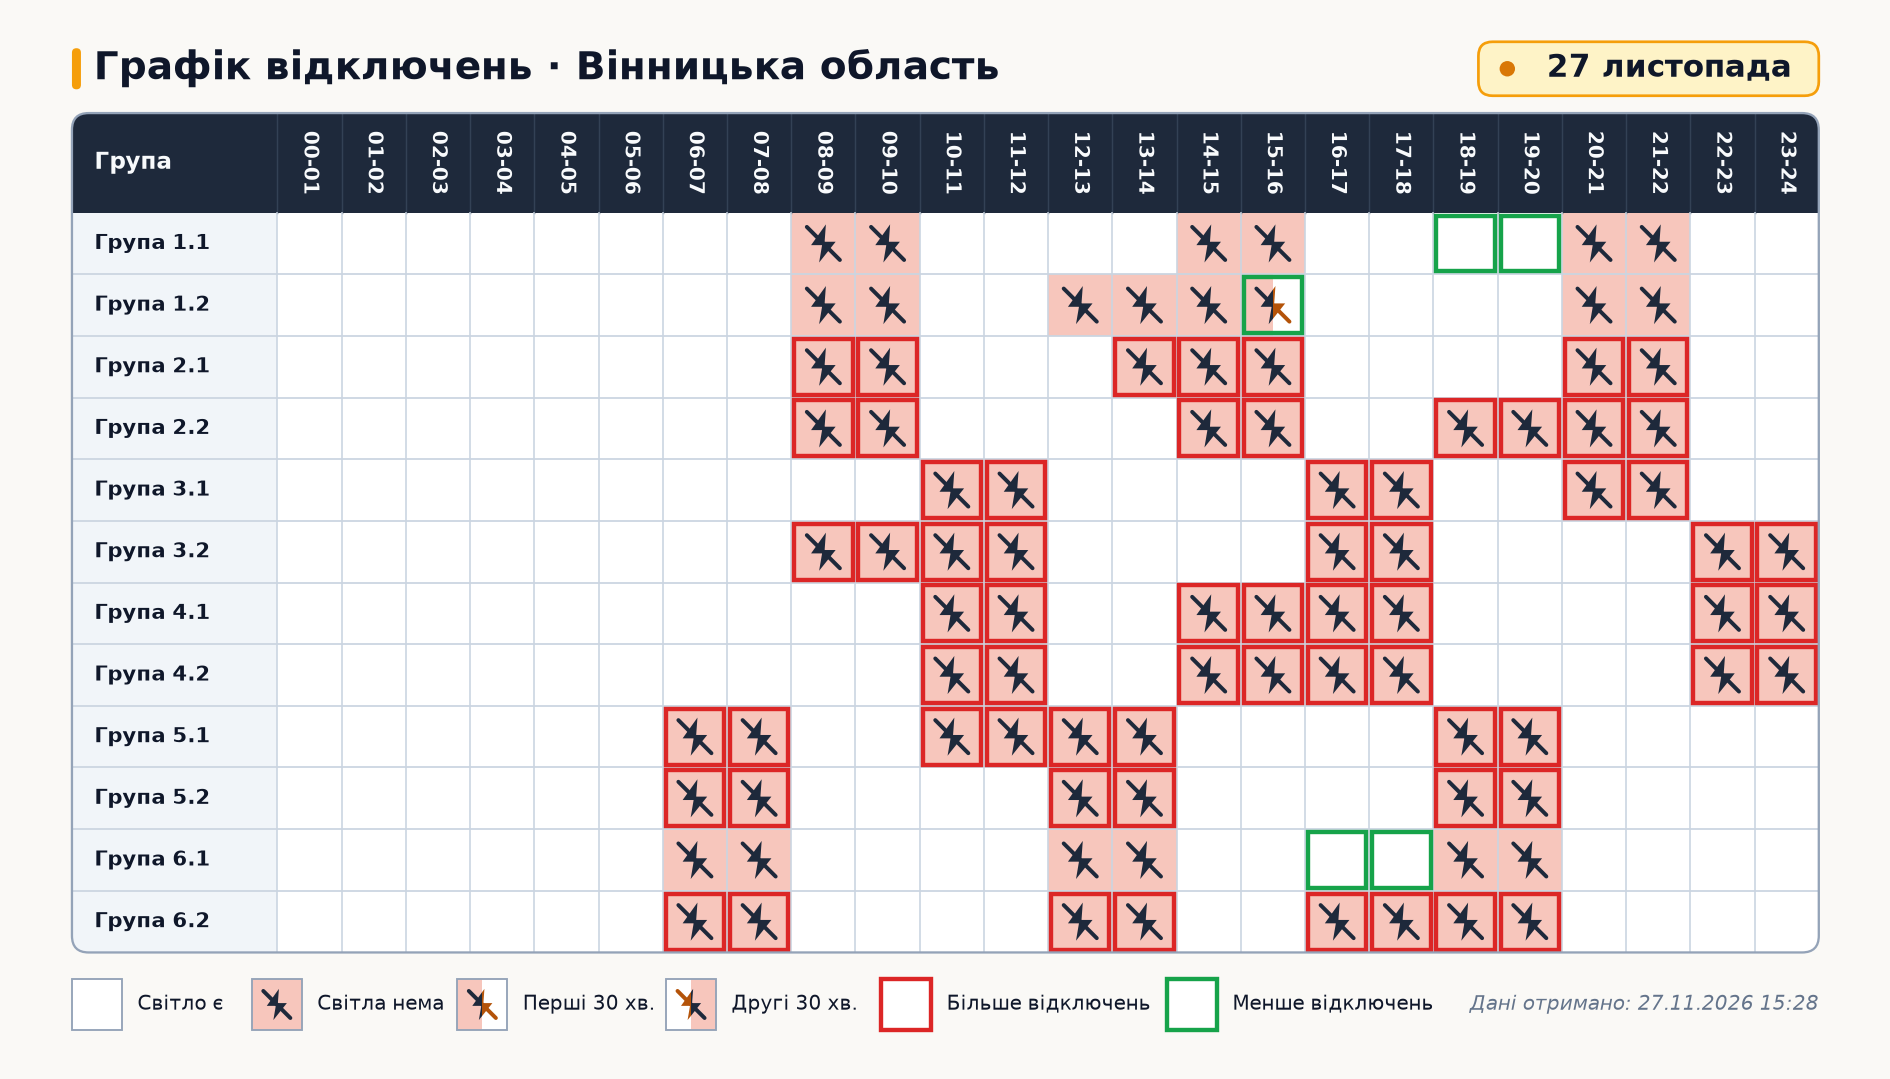 Графік відключень · Вінницька область
27 листопада
Група 00-01 01-02 02-03 03-04 04-05 05-06 06-07 07-08 08-09 09-10 10-11 11-12 12-13 13-14 14-15 15-16 16-17 17-18 18-19 19-20 20-21 21-22 22-23 23-24
Група 1.1
Група 1.2
Група 2.1
Група 2.2
Група 3.1
Група 3.2
Група 4.1
Група 4.2
Група 5.1
Група 5.2
Група 6.1
Група 6.2
Світло є Світла нема Перші 30 хв. Другі 30 хв. Більше відключень Менше відключень Дані отримано: 27.11.2026 15:28